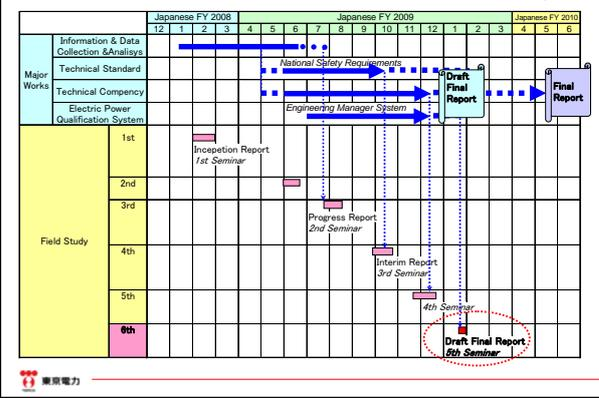 Japanese FY 2008 Japanese FY 2009 Japanese FY 2010
12 1 2 3 4 5 6 7 8 9 10 11 12 1 2 3 4 5 6
Major Works
Information & Data Collection &Analisys
Technical Standard
National Safety Requirements
Technical Compency
Electric Power Qualification System
Engineering Manager System
Draft Final Report
Final Report
Field Study
1st
Incepetion Report
1st Seminar
2nd
3rd
Progress Report
2nd Seminar
4th
Interim Report
3rd Seminar
5th
4th Seminar
6th
Draft Final Report
5th Seminar
東京電力